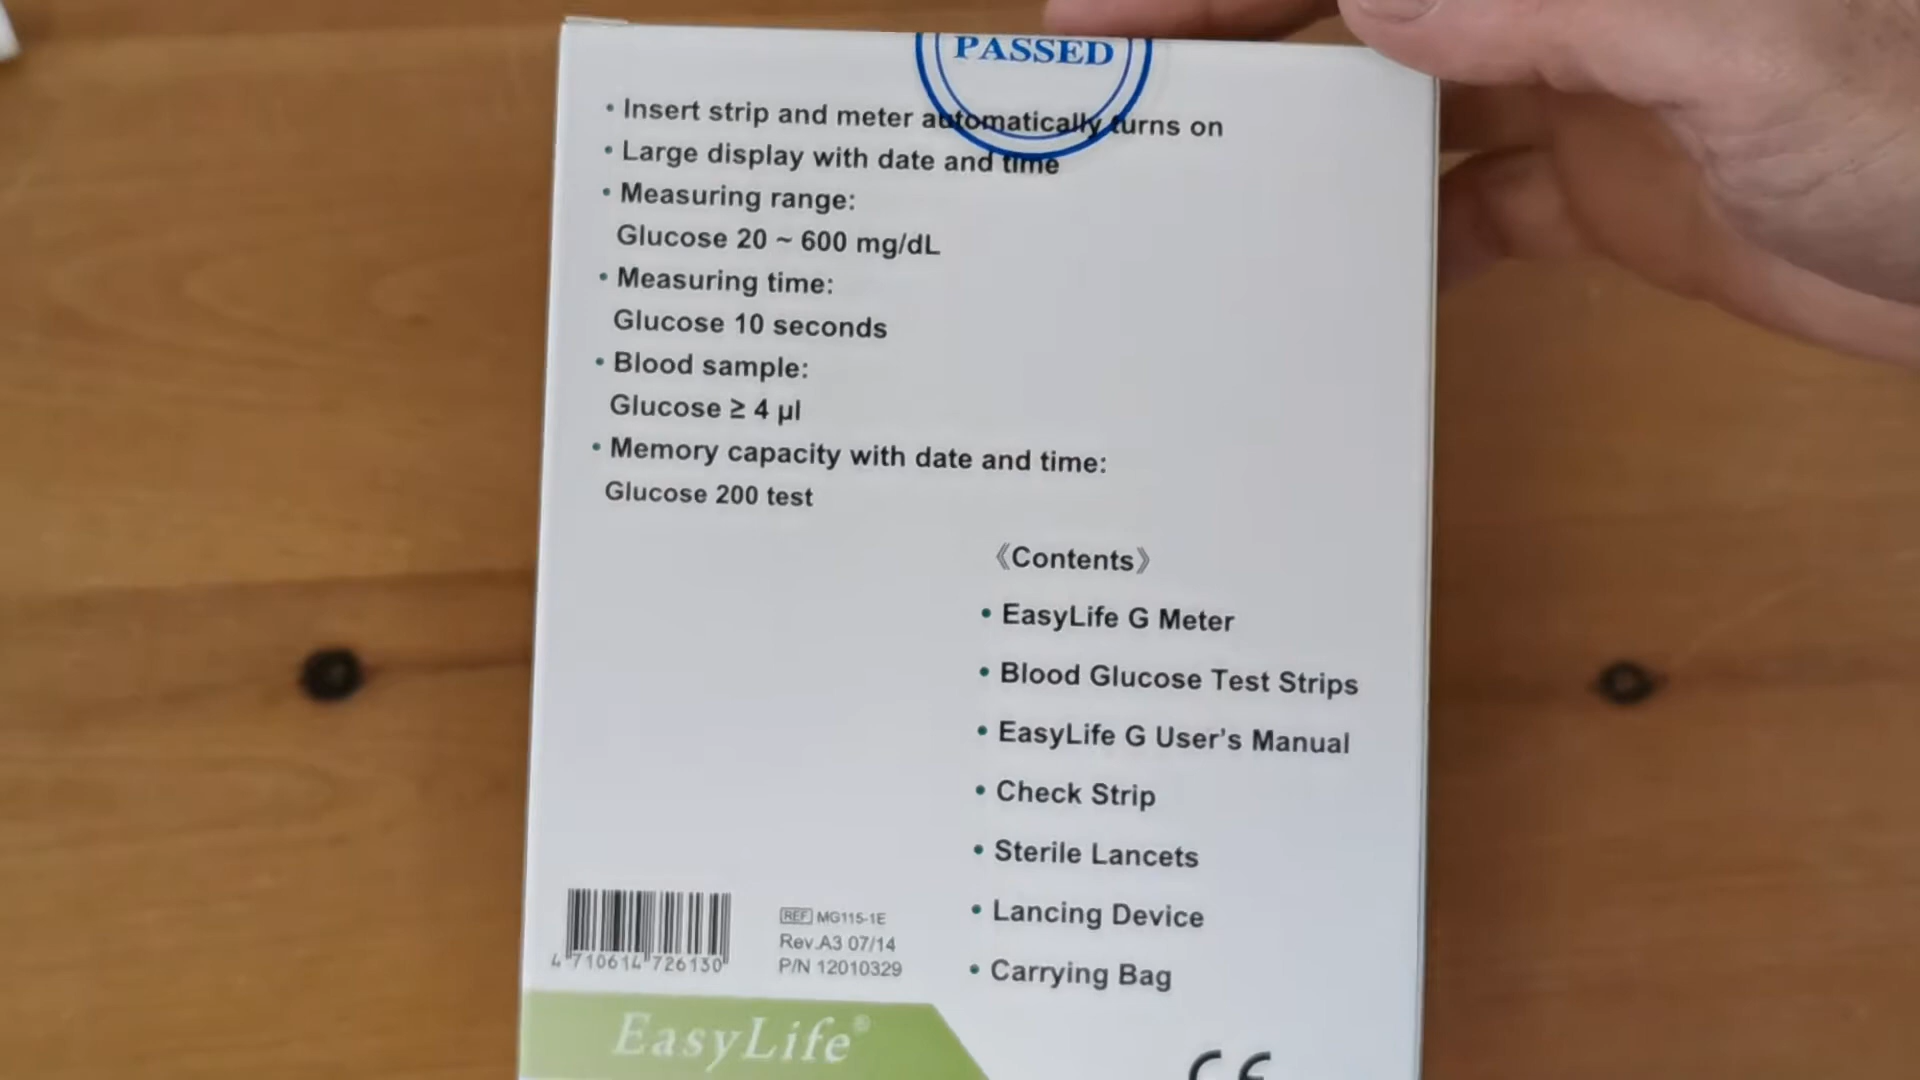 PASSED
• Insert strip and meter automatically turns on
• Large display with date and time
• Measuring range:
Glucose 20 ~ 600 mg/dL
• Measuring time:
Glucose 10 seconds
• Blood sample:
Glucose ≥ 4 µl
• Memory capacity with date and time:
Glucose 200 test
《Contents》
• EasyLife G Meter
• Blood Glucose Test Strips
• EasyLife G User's Manual
• Check Strip
• Sterile Lancets
• Lancing Device
• Carrying Bag
REF MG115-1E
Rev.A3 07/14
P/N 12010329
4 710614 726130
EasyLife®
CE